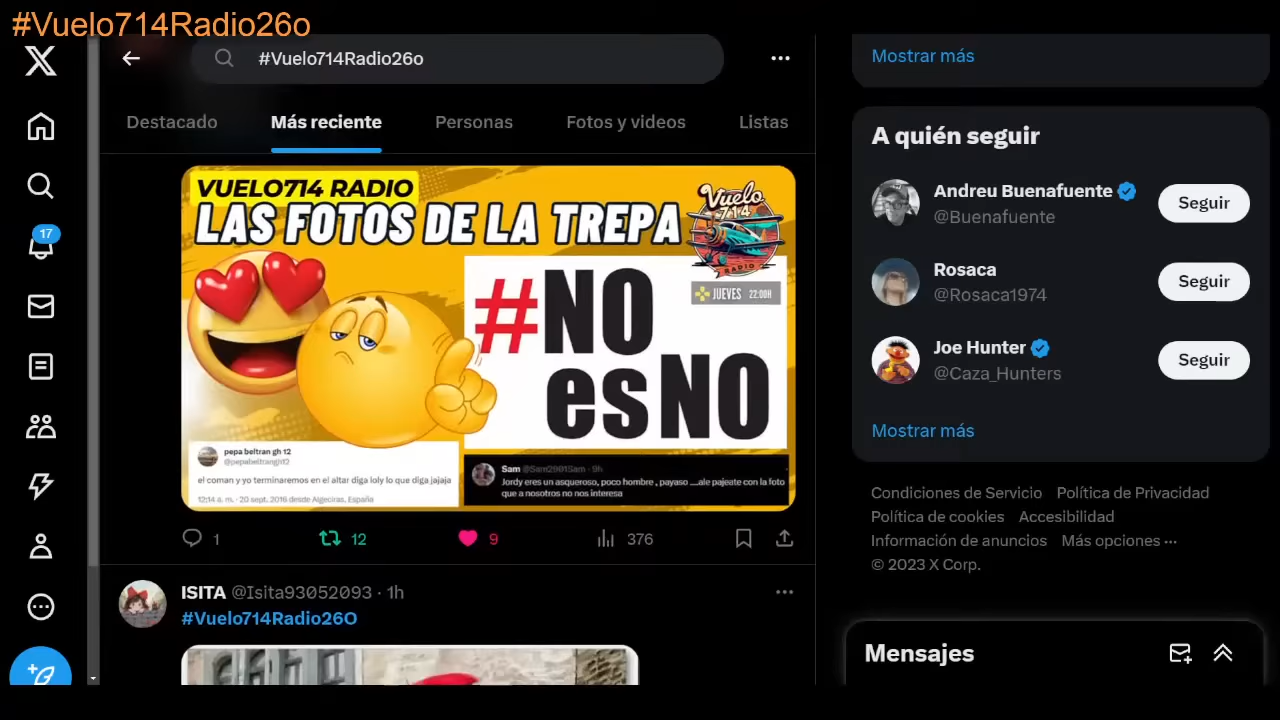 #Vuelo714Radio26o
#Vuelo714Radio26o
Destacado
Más reciente
Personas
Fotos y videos
Listas
VUELO714 RADIO
LAS FOTOS DE LA TREPA
Vuelo
714
RADIO
JUEVES 22:00H
#NO
esNO
pepa beltran gh 12
@pepabeltrangh12
el coman y yo terminaremos en el altar diga loly lo que diga jajaja
12:14 a. m. · 20 sept. 2016 desde Algeciras, España
Sam @Sam2981Sam · 9h
Jordy eres un asqueroso, poco hombre , payaso ....ale pajeate con la foto
que a nosotros no nos interesa
1
12
9
376
ISITA @Isita93052093 · 1h
#Vuelo714Radio26O
17
Mostrar más
A quién seguir
Andreu Buenafuente
@Buenafuente
Seguir
Rosaca
@Rosaca1974
Seguir
Joe Hunter
@Caza_Hunters
Seguir
Mostrar más
Condiciones de Servicio Política de Privacidad
Política de cookies Accesibilidad
Información de anuncios Más opciones ···
© 2023 X Corp.
Mensajes